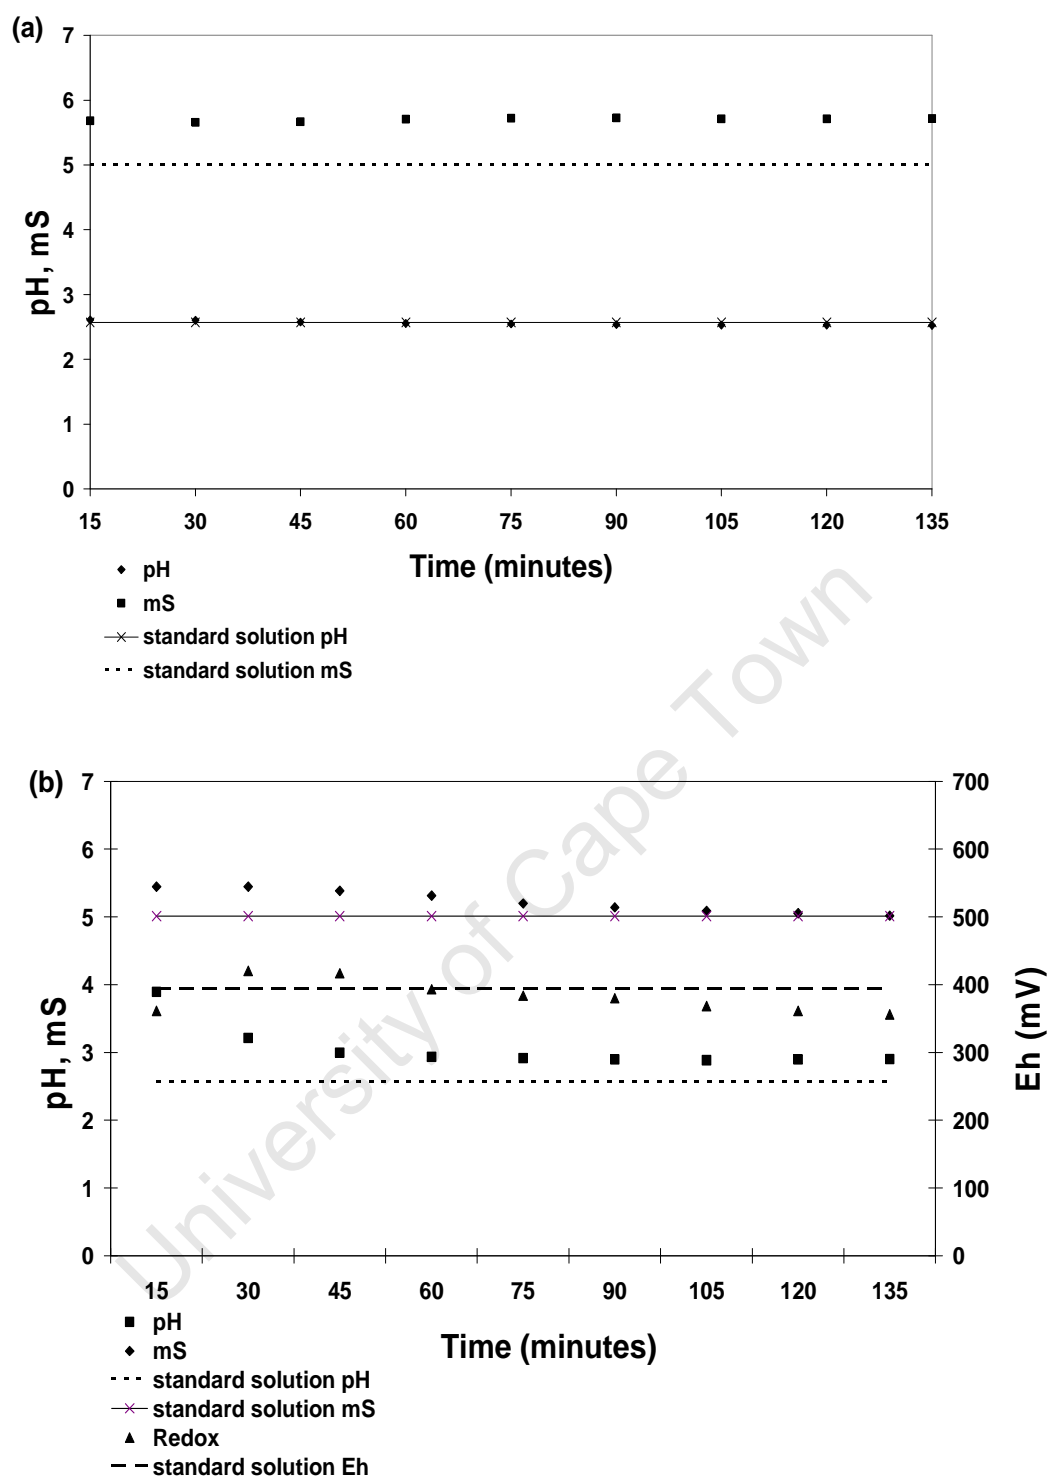 (a)
7
6
5
4
3
2
1
0
pH, mS
15 30 45 60 75 90 105 120 135
Time (minutes)
pH
mS
standard solution pH
standard solution mS
(b)
7 700
6 600
5 500
4 400
3 300
2 200
1 100
0 0
pH, mS
Eh (mV)
15 30 45 60 75 90 105 120 135
Time (minutes)
pH
mS
standard solution pH
standard solution mS
Redox
standard solution Eh
University of Cape Town